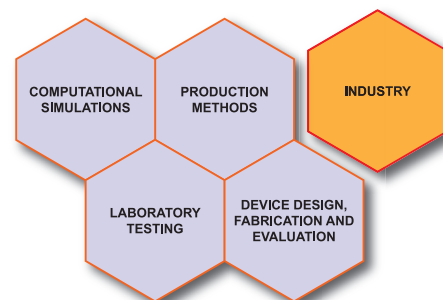 COMPUTATIONAL
SIMULATIONS
PRODUCTION
METHODS
INDUSTRY
LABORATORY
TESTING
DEVICE DESIGN,
FABRICATION AND
EVALUATION